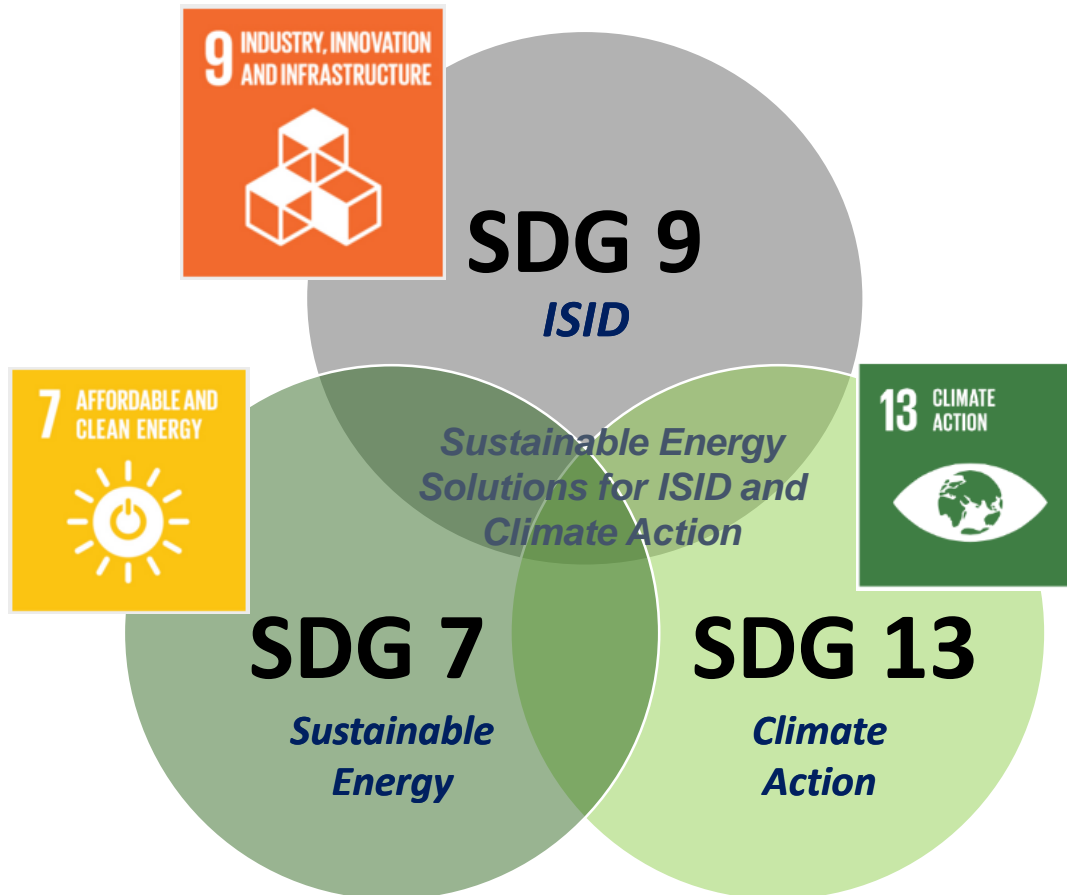 9 INDUSTRY, INNOVATION
AND INFRASTRUCTURE
SDG 9
ISID
7 AFFORDABLE AND
CLEAN ENERGY
13 CLIMATE
ACTION
Sustainable Energy
Solutions for ISID and
Climate Action
SDG 7
Sustainable
Energy
SDG 13
Climate
Action